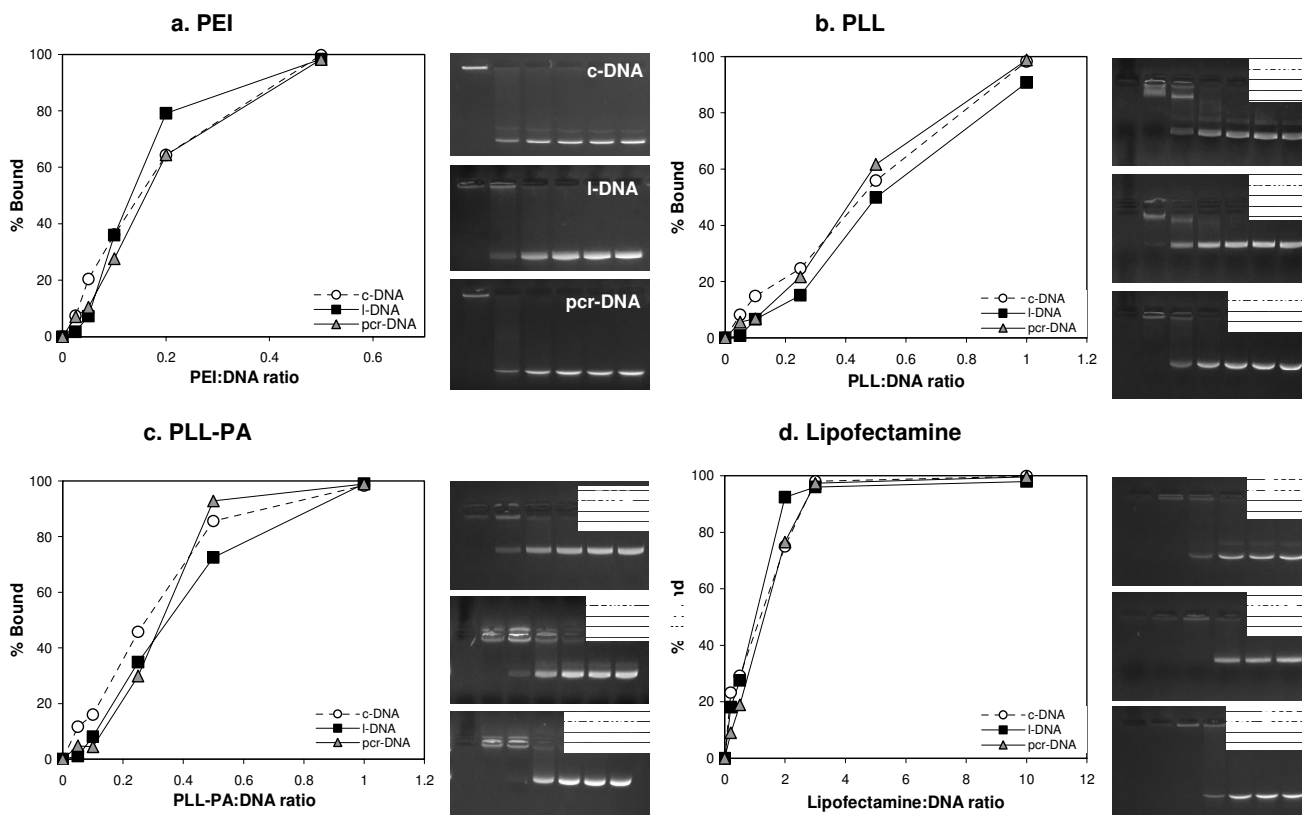 a. PEI
100
80
60
40
20
0
% Bound
0
0.2
0.4
0.6
PEI:DNA ratio
c-DNA
l-DNA
pcr-DNA
c-DNA
l-DNA
pcr-DNA
b. PLL
100
80
60
40
20
0
% Bound
0
0.2
0.4
0.6
0.8
1
1.2
PLL:DNA ratio
c-DNA
l-DNA
pcr-DNA
c. PLL-PA
100
80
60
40
20
0
% Bound
0
0.2
0.4
0.6
0.8
1
1.2
PLL-PA:DNA ratio
c-DNA
l-DNA
pcr-DNA
d. Lipofectamine
100
80
60
40
20
0
%
0
2
4
6
8
10
12
Lipofectamine:DNA ratio
c-DNA
l-DNA
pcr-DNA